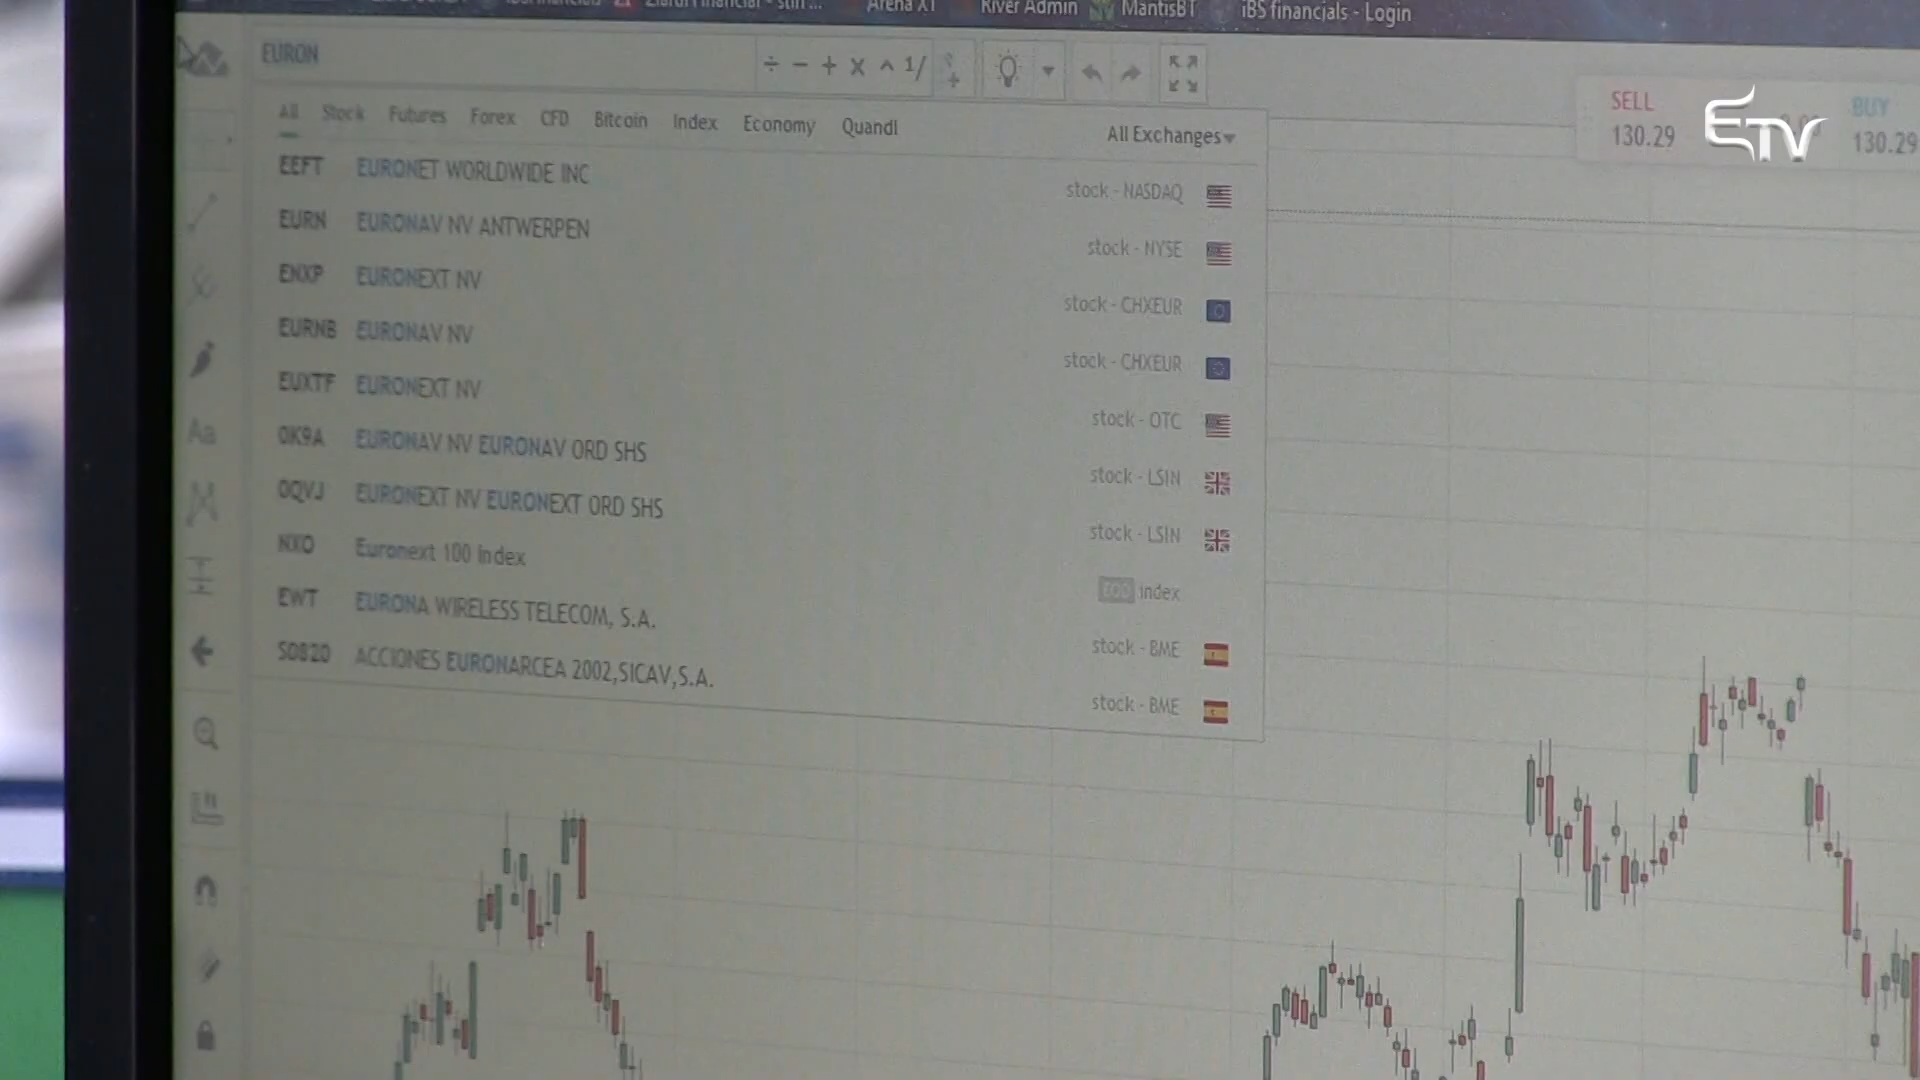 Arena XT River Admin MantisBT iBS financials - Login
EURON
÷ - + x ^ 1/
SELL
130.29
BUY
130.29
ETV
All Stock Futures Forex CFD Bitcoin Index Economy Quandl All Exchanges
EEFT EURONET WORLDWIDE INC stock - NASDAQ
EURN EURONAV NV ANTWERPEN stock - NYSE
ENXP EURONEXT NV stock - CHXEUR
EURNB EURONAV NV stock - CHXEUR
EUXTF EURONEXT NV stock - OTC
0K9A EURONAV NV EURONAV ORD SHS stock - LSIN
0QVJ EURONEXT NV EURONEXT ORD SHS stock - LSIN
NX0 Euronext 100 index index
EWT EURONA WIRELESS TELECOM, S.A. stock - BME
S0820 ACCIONES EURONARCEA 2002,SICAV,S.A. stock - BME
Aa